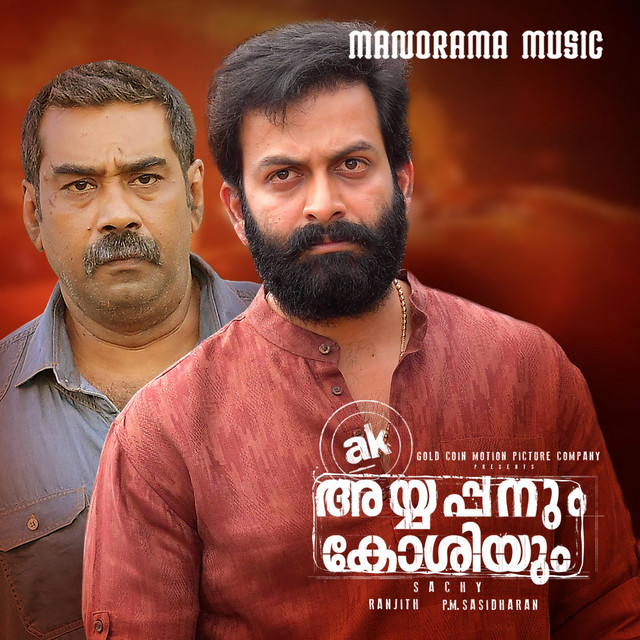 MANORAMA MUSIC
ak
GOLD COIN MOTION PICTURE COMPANY
PRESENTS
അയ്യപ്പനും
കോശിയും
SACHY
RANJITH P.M.SASIDHARAN